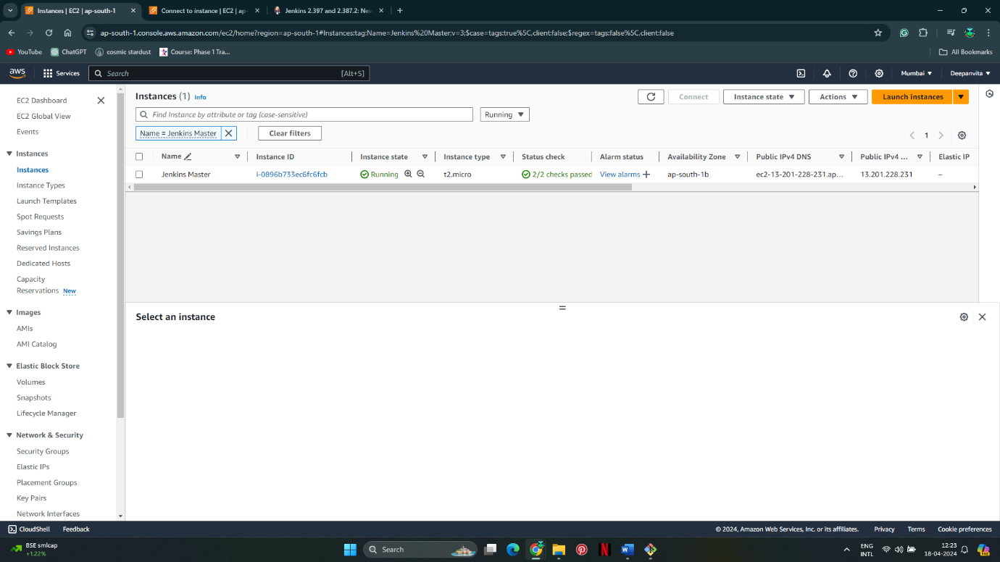 Instances | EC2 | ap-south-1
Connect to instance | EC2 | ap-
Jenkins 2.397 and 2.387.2: New
ap-south-1.console.aws.amazon.com/ec2/home?region=ap-south-1#Instances:tag:Name=Jenkins%20Master;v=3;$case=tags:true%5C,client:false;$regex=tags:false%5C,client:false
YouTube
ChatGPT
cosmic stardust
Course: Phase 1 Tra...
All Bookmarks
aws
Services
Search
[Alt+S]
Mumbai
Deepanvita
EC2 Dashboard
EC2 Global View
Events
Instances
Instances
Instance Types
Launch Templates
Spot Requests
Savings Plans
Reserved Instances
Dedicated Hosts
Capacity
Reservations New
Images
AMIs
AMI Catalog
Elastic Block Store
Volumes
Snapshots
Lifecycle Manager
Network & Security
Security Groups
Elastic IPs
Placement Groups
Key Pairs
Network Interfaces
Instances (1) Info
Connect
Instance state
Actions
Launch instances
Find Instance by attribute or tag (case-sensitive)
Running
Name = Jenkins Master
Clear filters
1
Name
Instance ID
Instance state
Instance type
Status check
Alarm status
Availability Zone
Public IPv4 DNS
Public IPv4 ...
Elastic IP
Jenkins Master
i-0896b733ec6fc6fcb
Running
t2.micro
2/2 checks passed
View alarms +
ap-south-1b
ec2-13-201-228-231.ap...
13.201.228.231
–
Select an instance
CloudShell
Feedback
© 2024, Amazon Web Services, Inc. or its affiliates.
Privacy
Terms
Cookie preferences
BSE smlcap
+1.22%
Search
ENG
INTL
12:23
18-04-2024